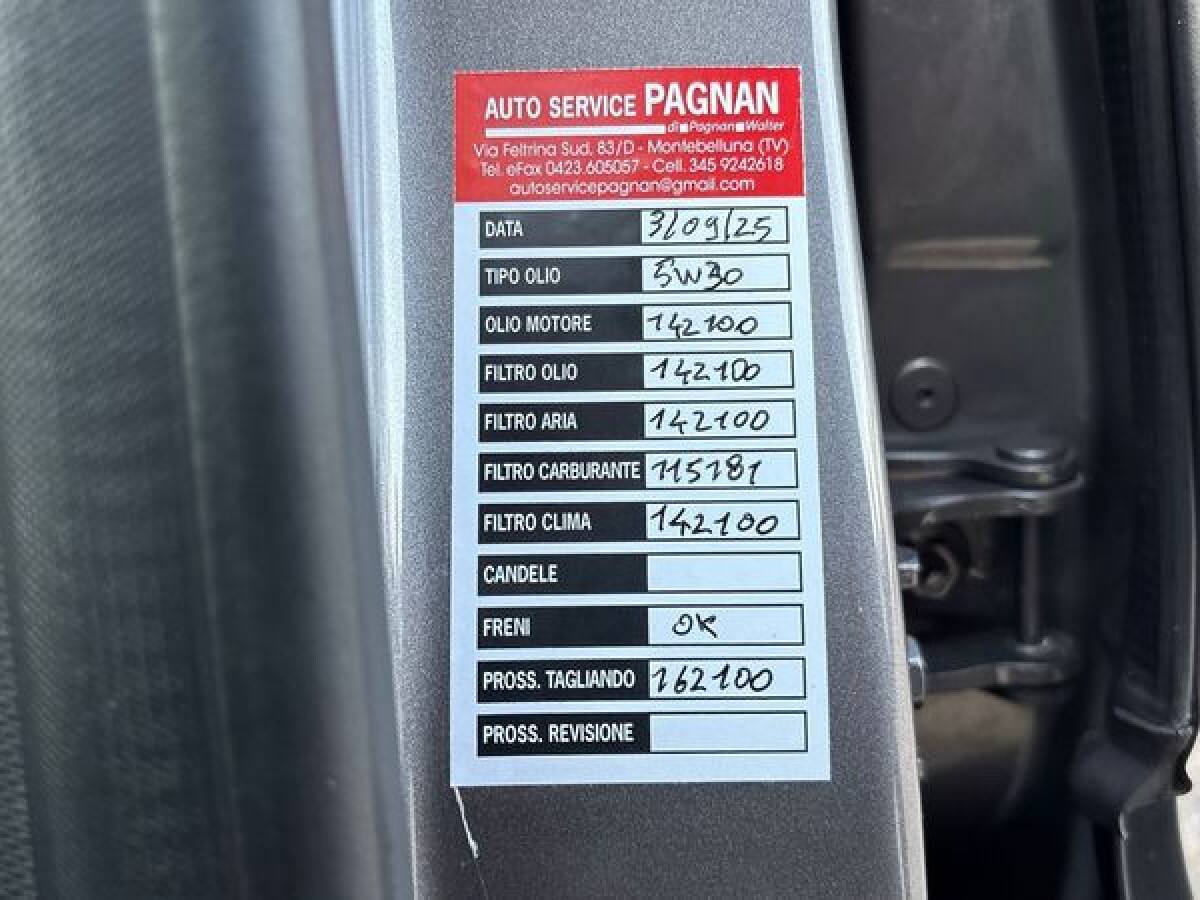 AUTO SERVICE PAGNAN
di Pagnan Walter
Via Feltrina Sud, 83/D - Montebelluna (TV)
Tel. eFax 0423.605057 - Cell. 345 9242618
autoservicepagnan@gmail.com
DATA 3/09/25
TIPO OLIO 5W30
OLIO MOTORE 142100
FILTRO OLIO 142100
FILTRO ARIA 142100
FILTRO CARBURANTE 115181
FILTRO CLIMA 142100
CANDELE
FRENI OK
PROSS. TAGLIANDO 162100
PROSS. REVISIONE